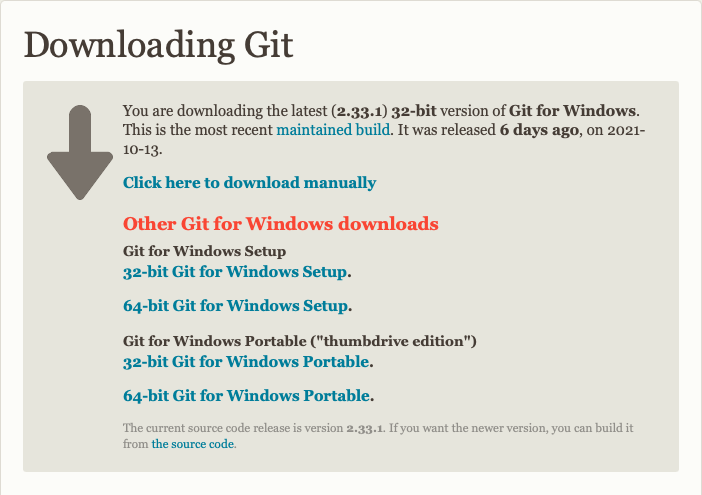 Downloading Git
You are downloading the latest (2.33.1) 32-bit version of Git for Windows.
This is the most recent maintained build. It was released 6 days ago, on 2021-
10-13.
Click here to download manually
Other Git for Windows downloads
Git for Windows Setup
32-bit Git for Windows Setup.
64-bit Git for Windows Setup.
Git for Windows Portable ("thumbdrive edition")
32-bit Git for Windows Portable.
64-bit Git for Windows Portable.
The current source code release is version 2.33.1. If you want the newer version, you can build it
from the source code.